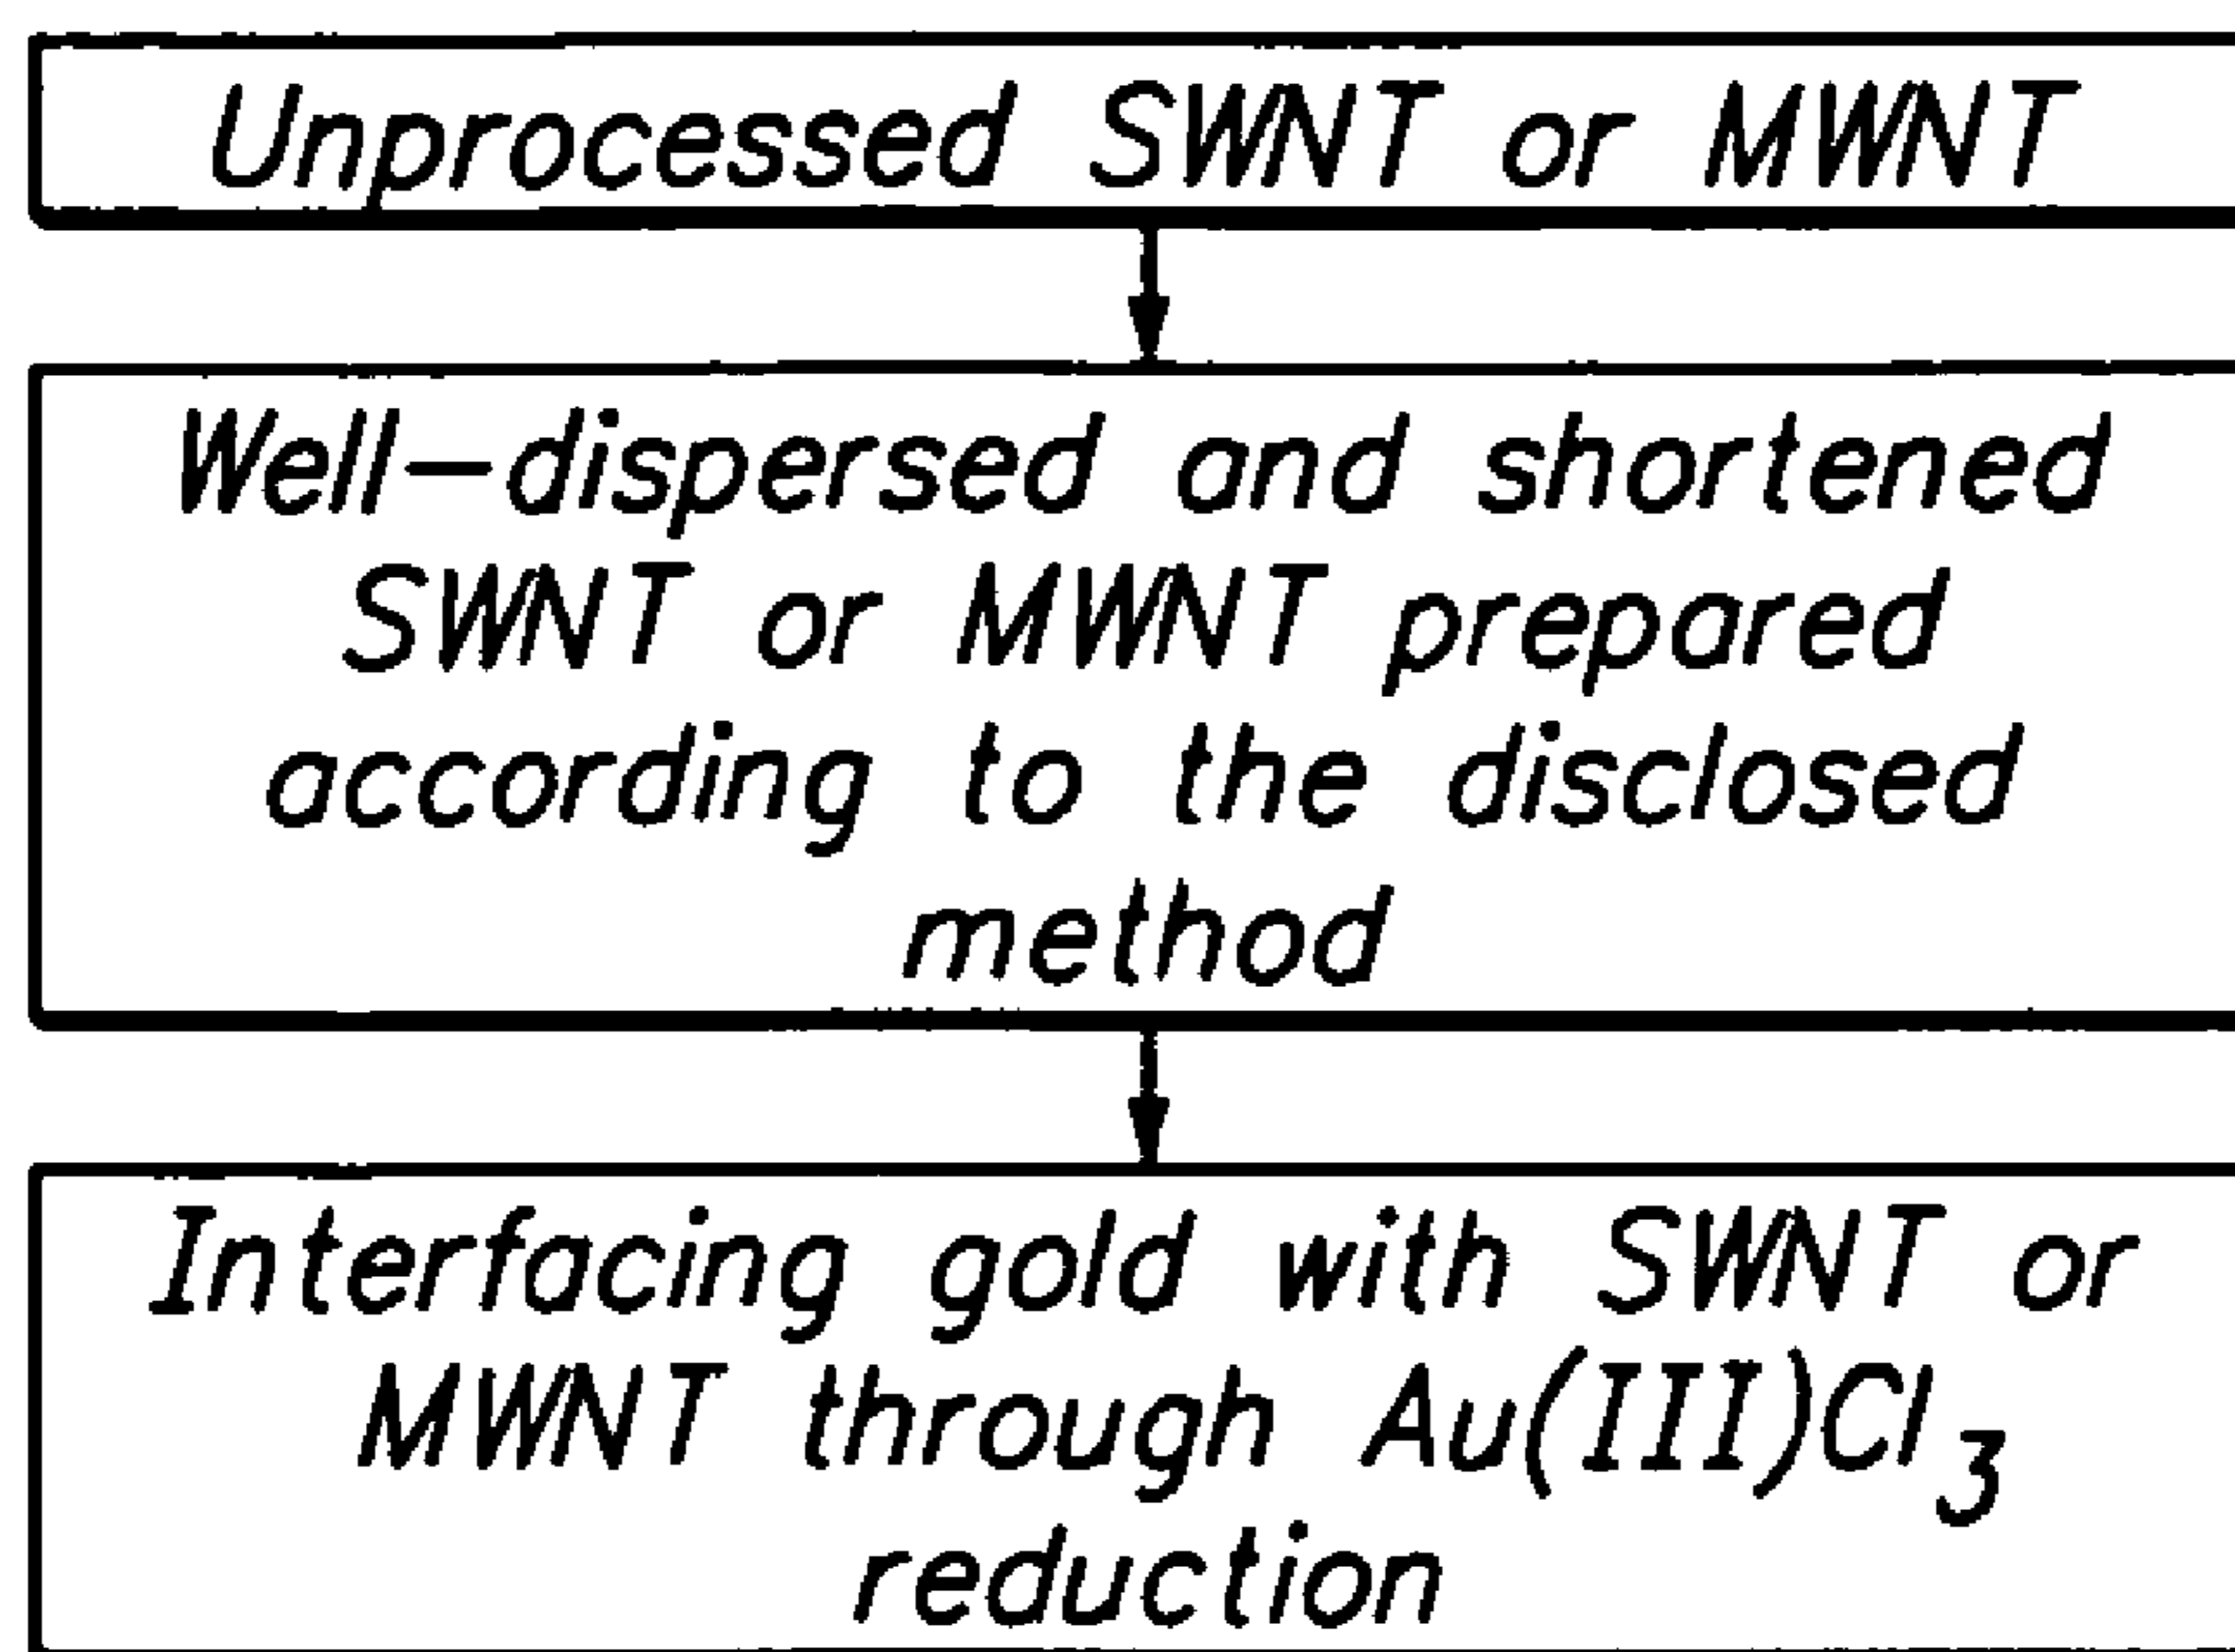 Unprocessed SWNT or MWNT
Well-dispersed and shortened
SWNT or MWNT prepared
according to the disclosed
method
Interfacing gold with SWNT or
MWNT through Au(III)Cl₃
reduction